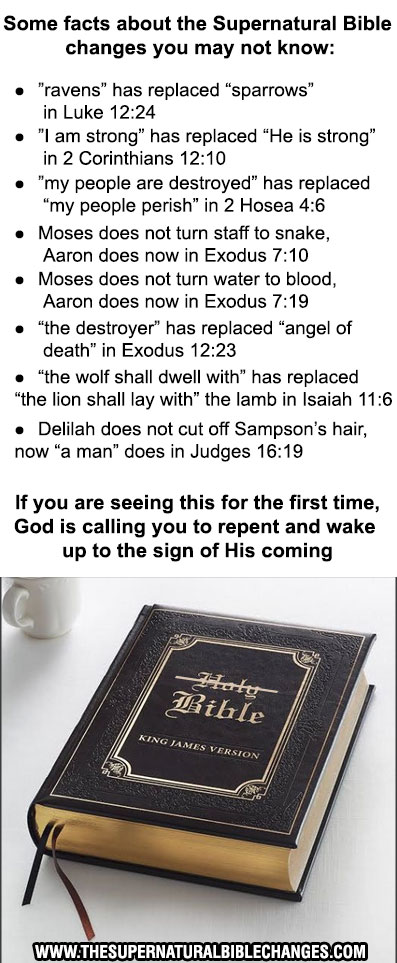 Some facts about the Supernatural Bible
changes you may not know:
● ”ravens” has replaced “sparrows”
in Luke 12:24
● ”I am strong” has replaced “He is strong”
in 2 Corinthians 12:10
● ”my people are destroyed” has replaced
“my people perish” in 2 Hosea 4:6
● Moses does not turn staff to snake,
Aaron does now in Exodus 7:10
● Moses does not turn water to blood,
Aaron does now in Exodus 7:19
● “the destroyer” has replaced “angel of
death” in Exodus 12:23
● “the wolf shall dwell with” has replaced
“the lion shall lay with” the lamb in Isaiah 11:6
● Delilah does not cut off Sampson’s hair,
now “a man” does in Judges 16:19
If you are seeing this for the first time,
God is calling you to repent and wake
up to the sign of His coming
Holy
Bible
KING JAMES VERSION
WWW.THESUPERNATURALBIBLECHANGES.COM